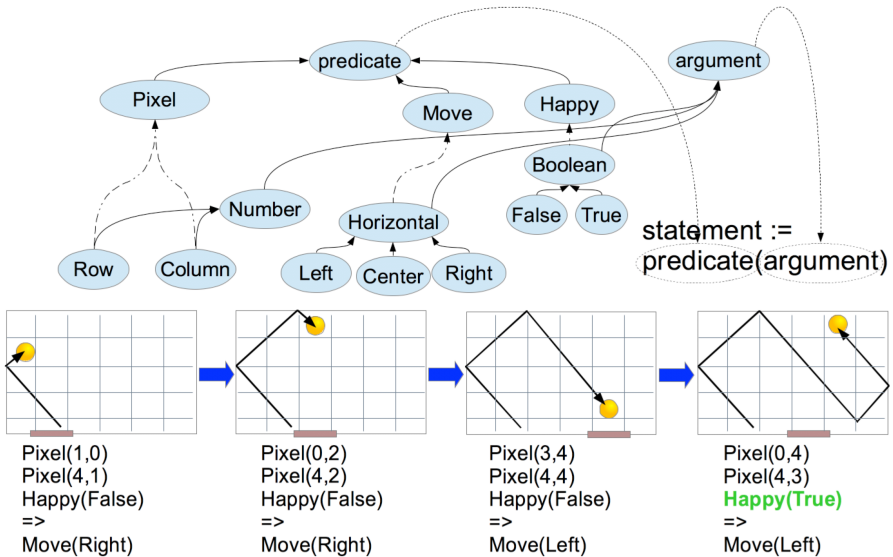 predicate
argument
Pixel
Move
Happy
Boolean
Number
Horizontal
False
True
Row
Column
Left
Center
Right
statement :=
predicate(argument)
Pixel(1,0)
Pixel(4,1)
Happy(False)
=>
Move(Right)
Pixel(0,2)
Pixel(4,2)
Happy(False)
=>
Move(Right)
Pixel(3,4)
Pixel(4,4)
Happy(False)
=>
Move(Left)
Pixel(0,4)
Pixel(4,3)
Happy(True)
=>
Move(Left)